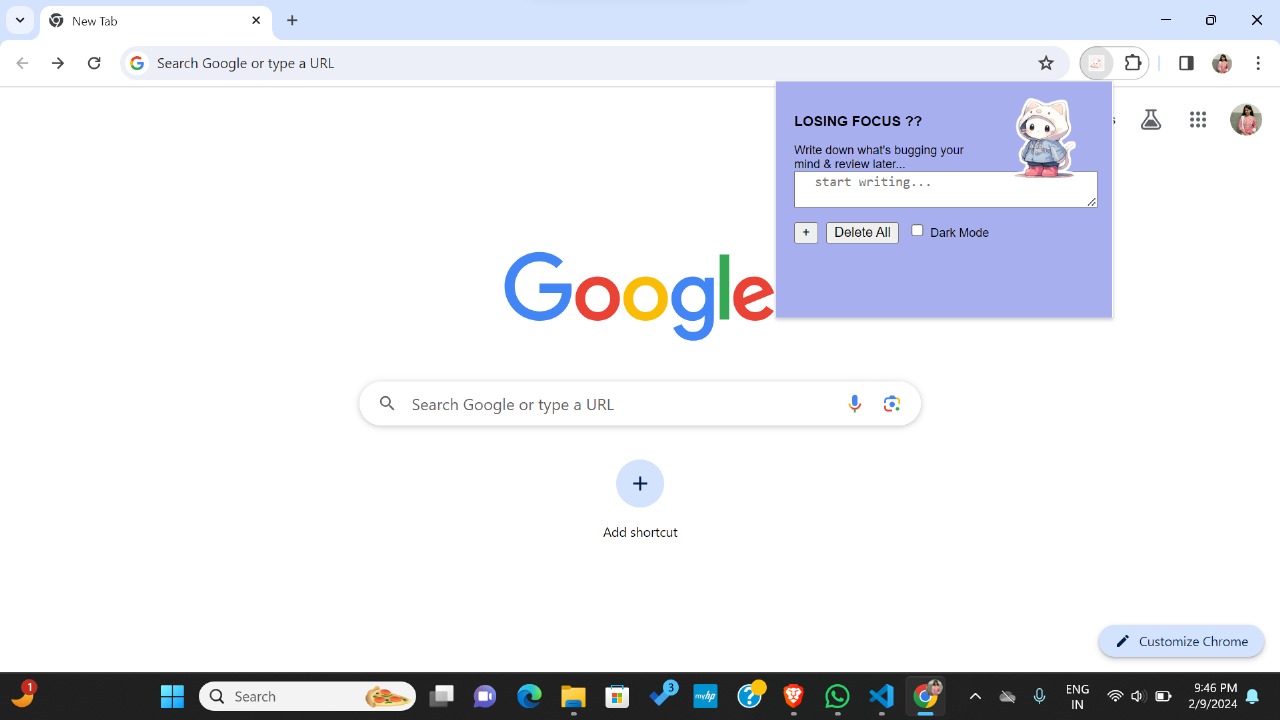 New Tab
Search Google or type a URL
LOSING FOCUS ??
Write down what's bugging your
mind & review later...
start writing...
+ Delete All Dark Mode
s
Google
Search Google or type a URL
Add shortcut
Customize Chrome
1
Search
3
myhp
ENG
IN
9:46 PM
2/9/2024